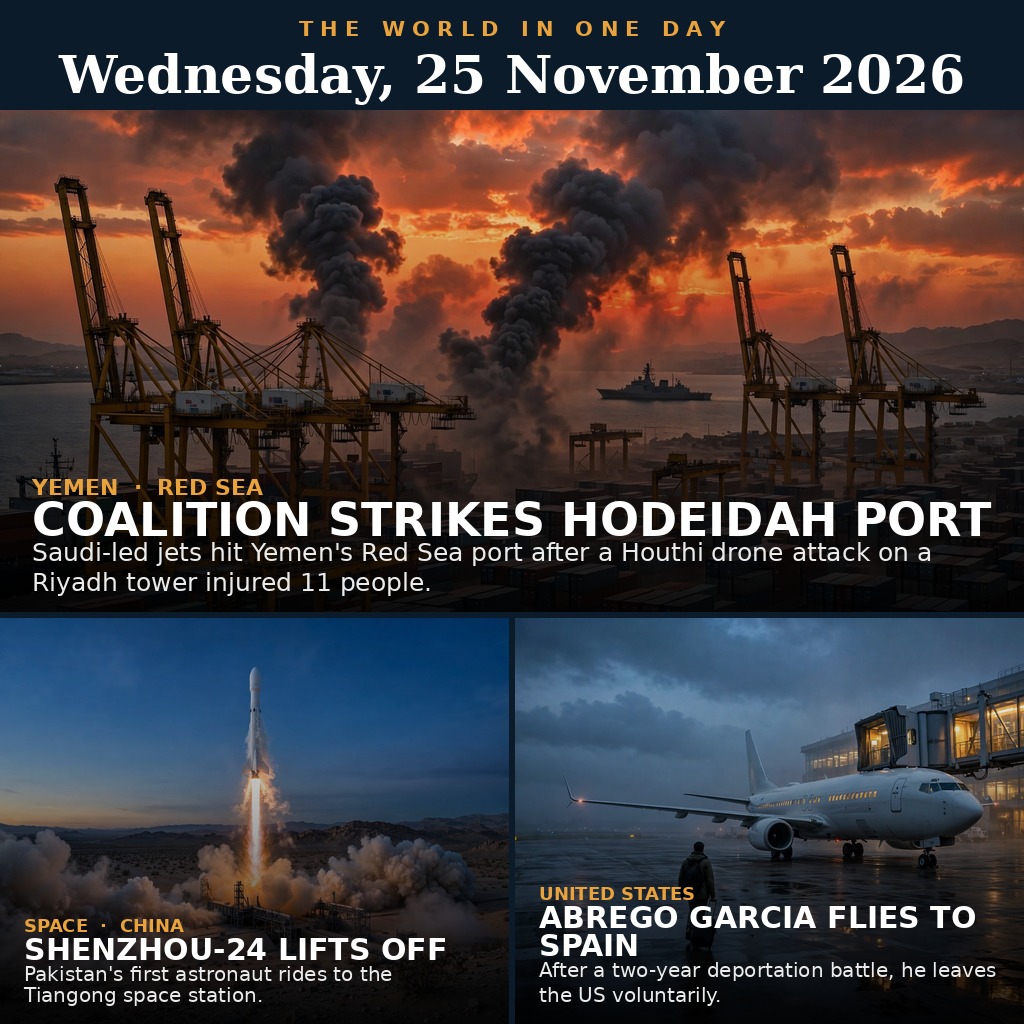 THE WORLD IN ONE DAY
Wednesday, 25 November 2026
YEMEN · RED SEA
COALITION STRIKES HODEIDAH PORT
Saudi-led jets hit Yemen's Red Sea port after a Houthi drone attack on a
Riyadh tower injured 11 people.
SPACE · CHINA
SHENZHOU-24 LIFTS OFF
Pakistan's first astronaut rides to the
Tiangong space station.
UNITED STATES
ABREGO GARCIA FLIES TO
SPAIN
After a two-year deportation battle, he leaves
the US voluntarily.